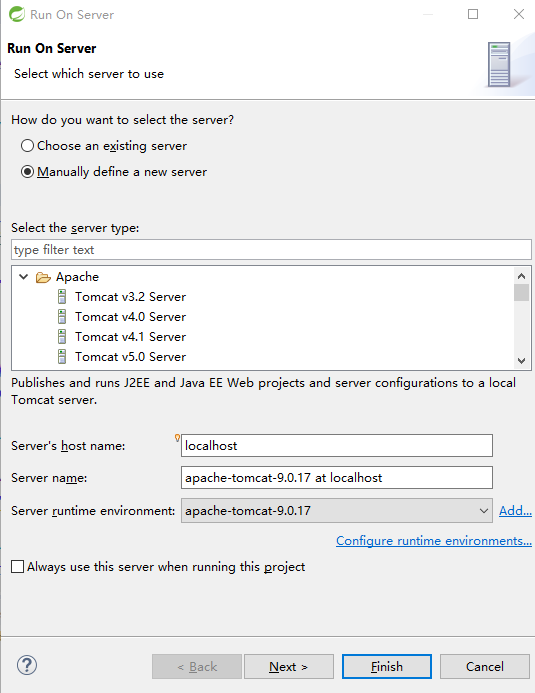 Run On Server
Run On Server
Select which server to use
How do you want to select the server?
Choose an existing server
Manually define a new server
Select the server type:
type filter text
Apache
Tomcat v3.2 Server
Tomcat v4.0 Server
Tomcat v4.1 Server
Tomcat v5.0 Server
Publishes and runs J2EE and Java EE Web projects and server configurations to a local
Tomcat server.
Server's host name: localhost
Server name: apache-tomcat-9.0.17 at localhost
Server runtime environment: apache-tomcat-9.0.17 Add...
Configure runtime environments...
Always use this server when running this project
? < Back Next > Finish Cancel